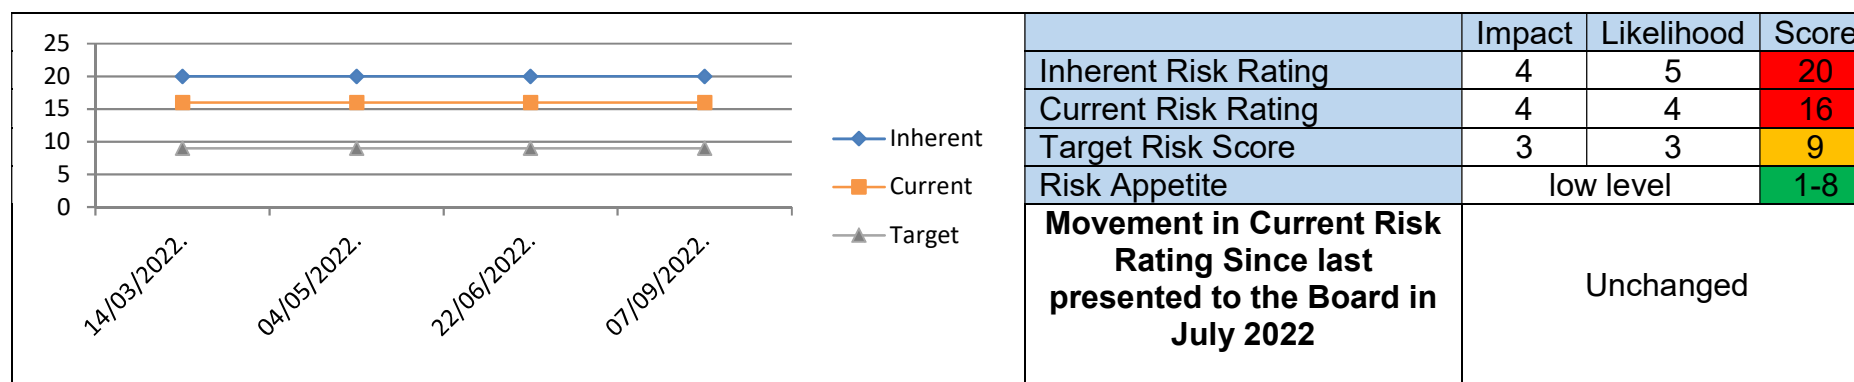 25
20
15
10
5
0
14/03/2022.
04/05/2022.
22/06/2022.
07/09/2022.
Inherent
Current
Target
Impact Likelihood Score
Inherent Risk Rating 4 5 20
Current Risk Rating 4 4 16
Target Risk Score 3 3 9
Risk Appetite low level 1-8
Movement in Current Risk
Rating Since last
presented to the Board in
July 2022
Unchanged